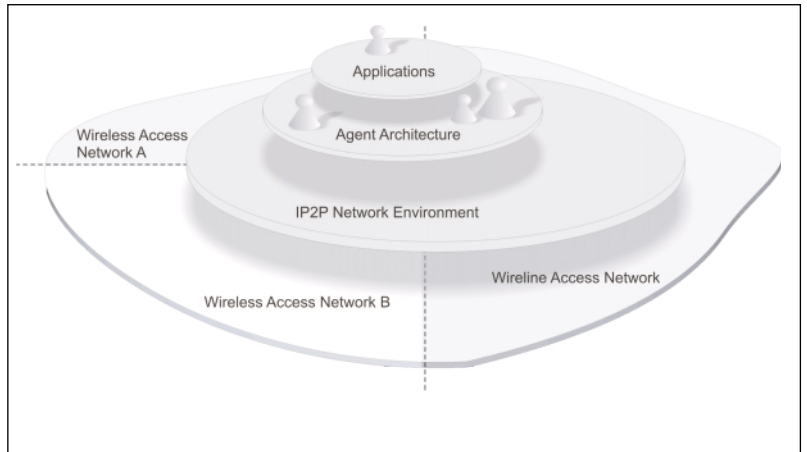 Applications
Wireless Access
Network A
Agent Architecture
IP2P Network Environment
Wireline Access Network
Wireless Access Network B